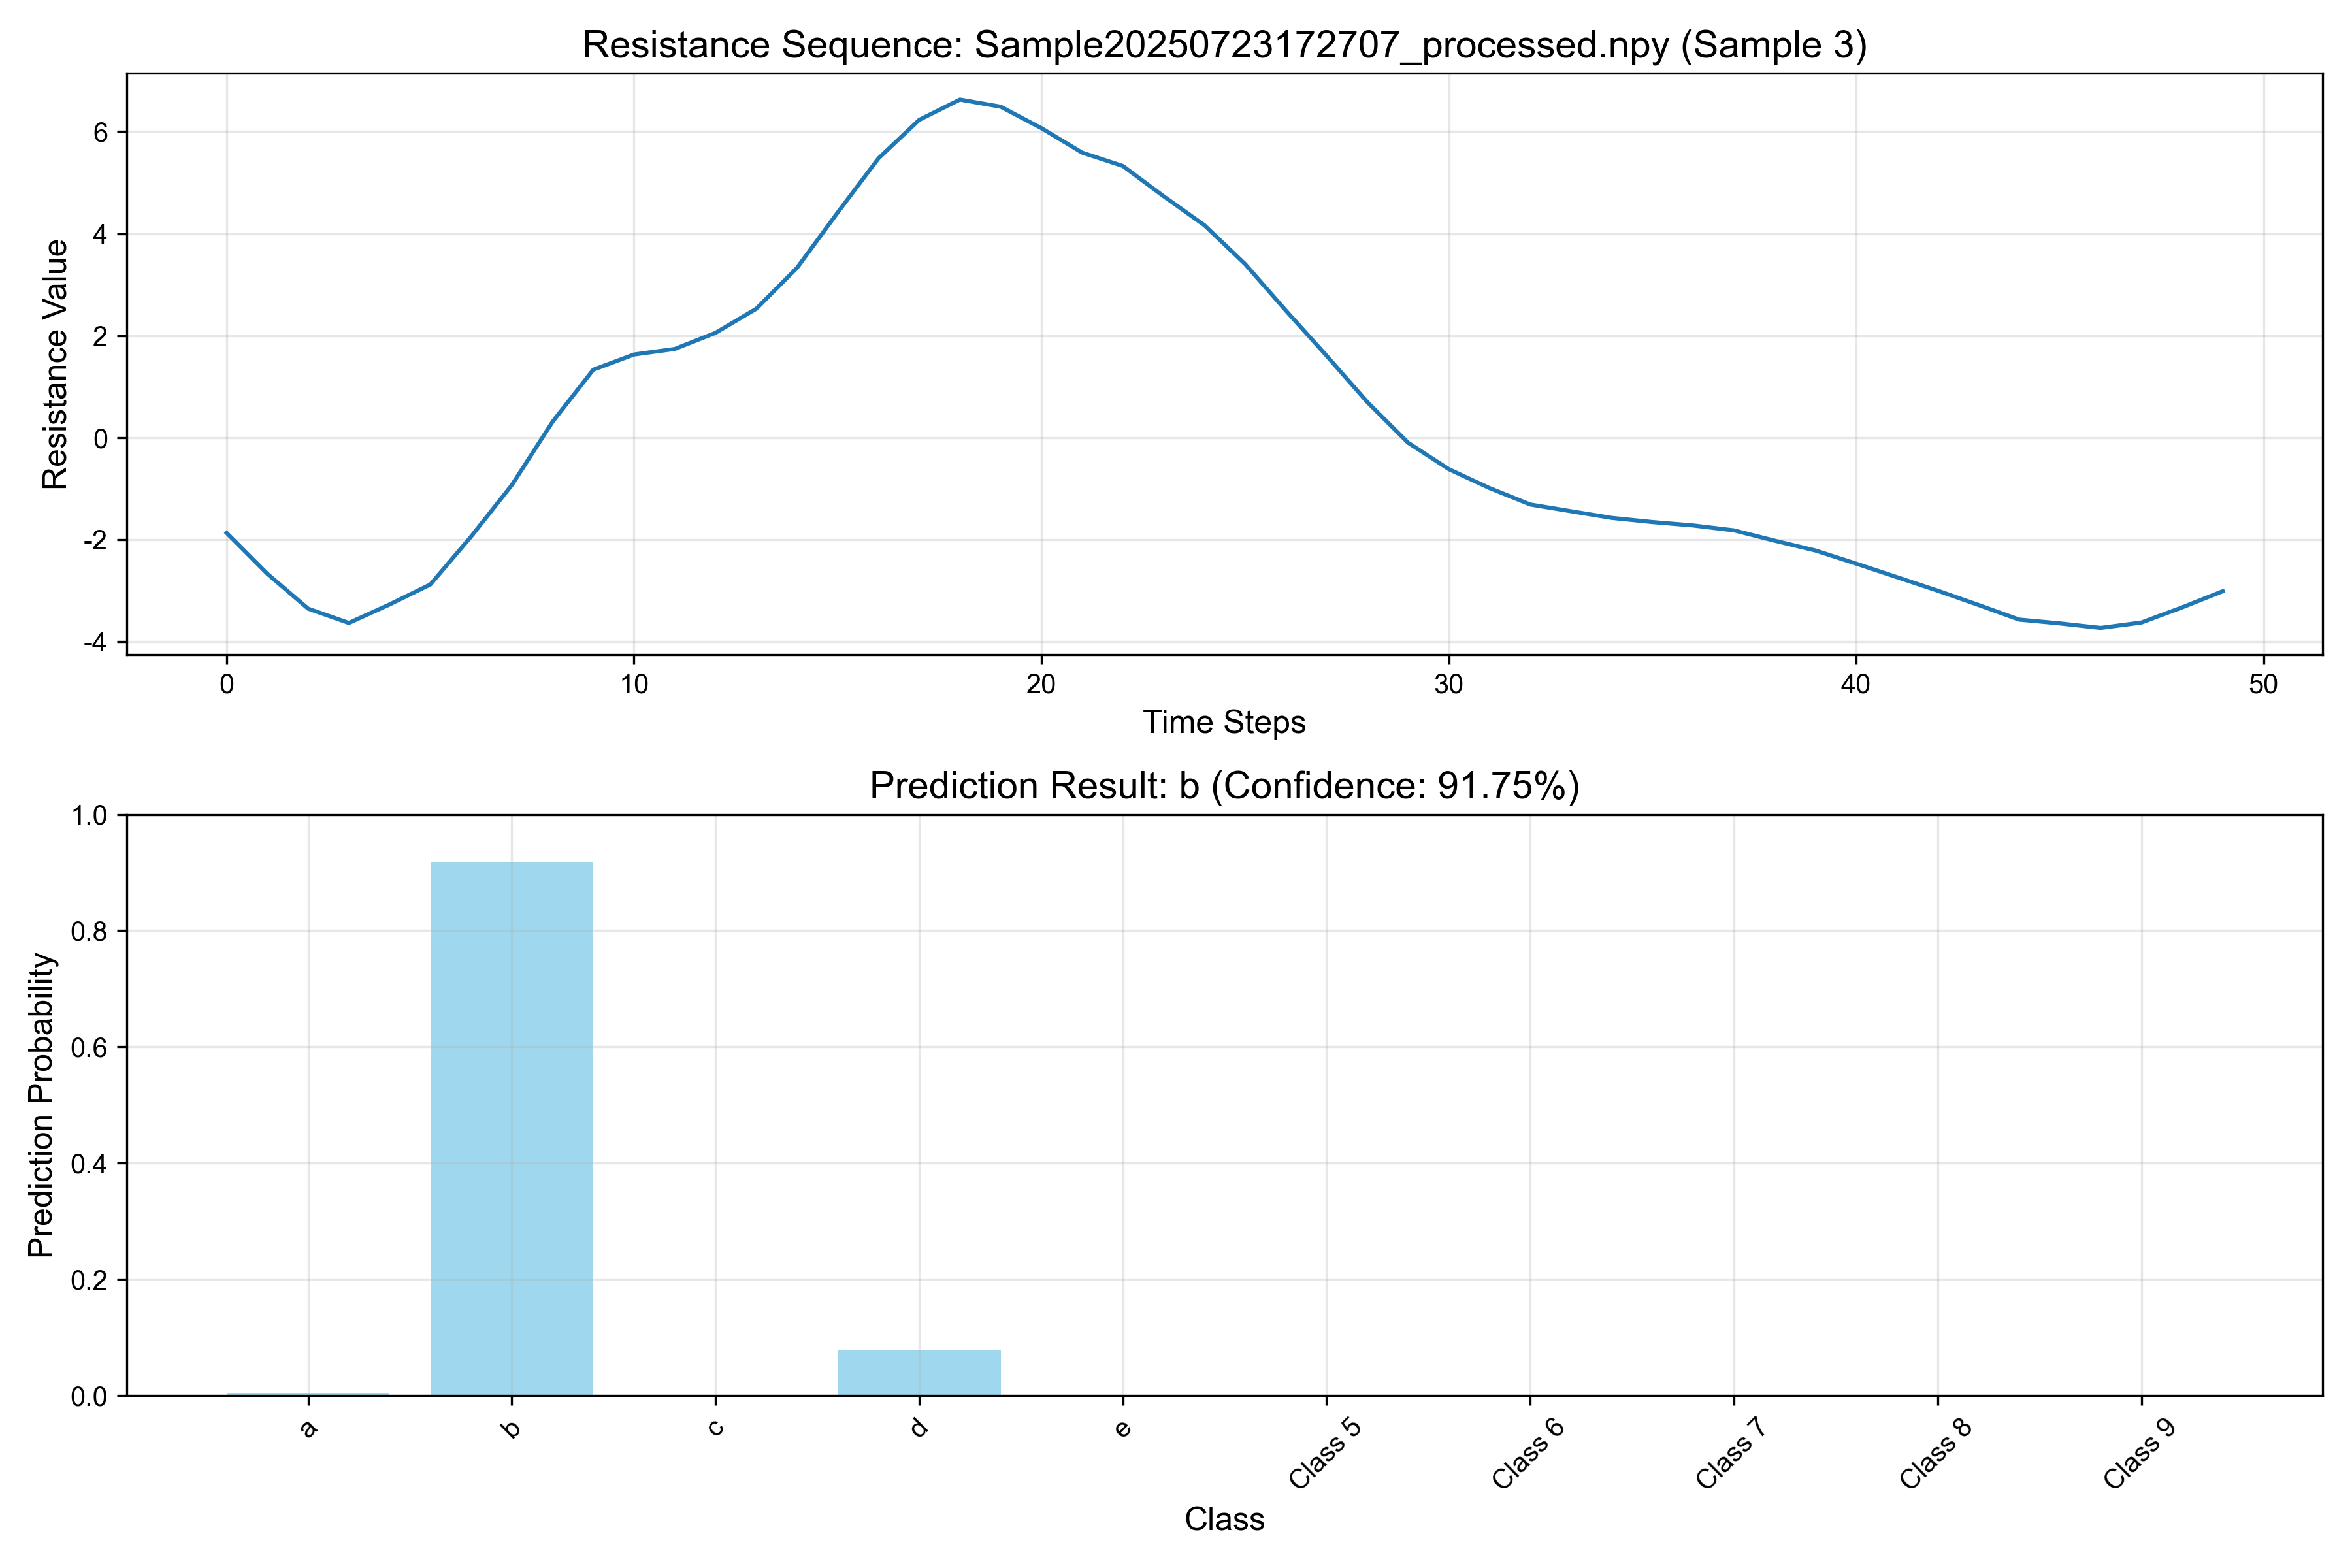 Resistance Sequence: Sample20250723172707_processed.npy (Sample 3)
Resistance Value
6
4
2
0
-2
-4
0 10 20 30 40 50
Time Steps
Prediction Result: b (Confidence: 91.75%)
Prediction Probability
1.0
0.8
0.6
0.4
0.2
0.0
a b c d e Class 5 Class 6 Class 7 Class 8 Class 9
Class